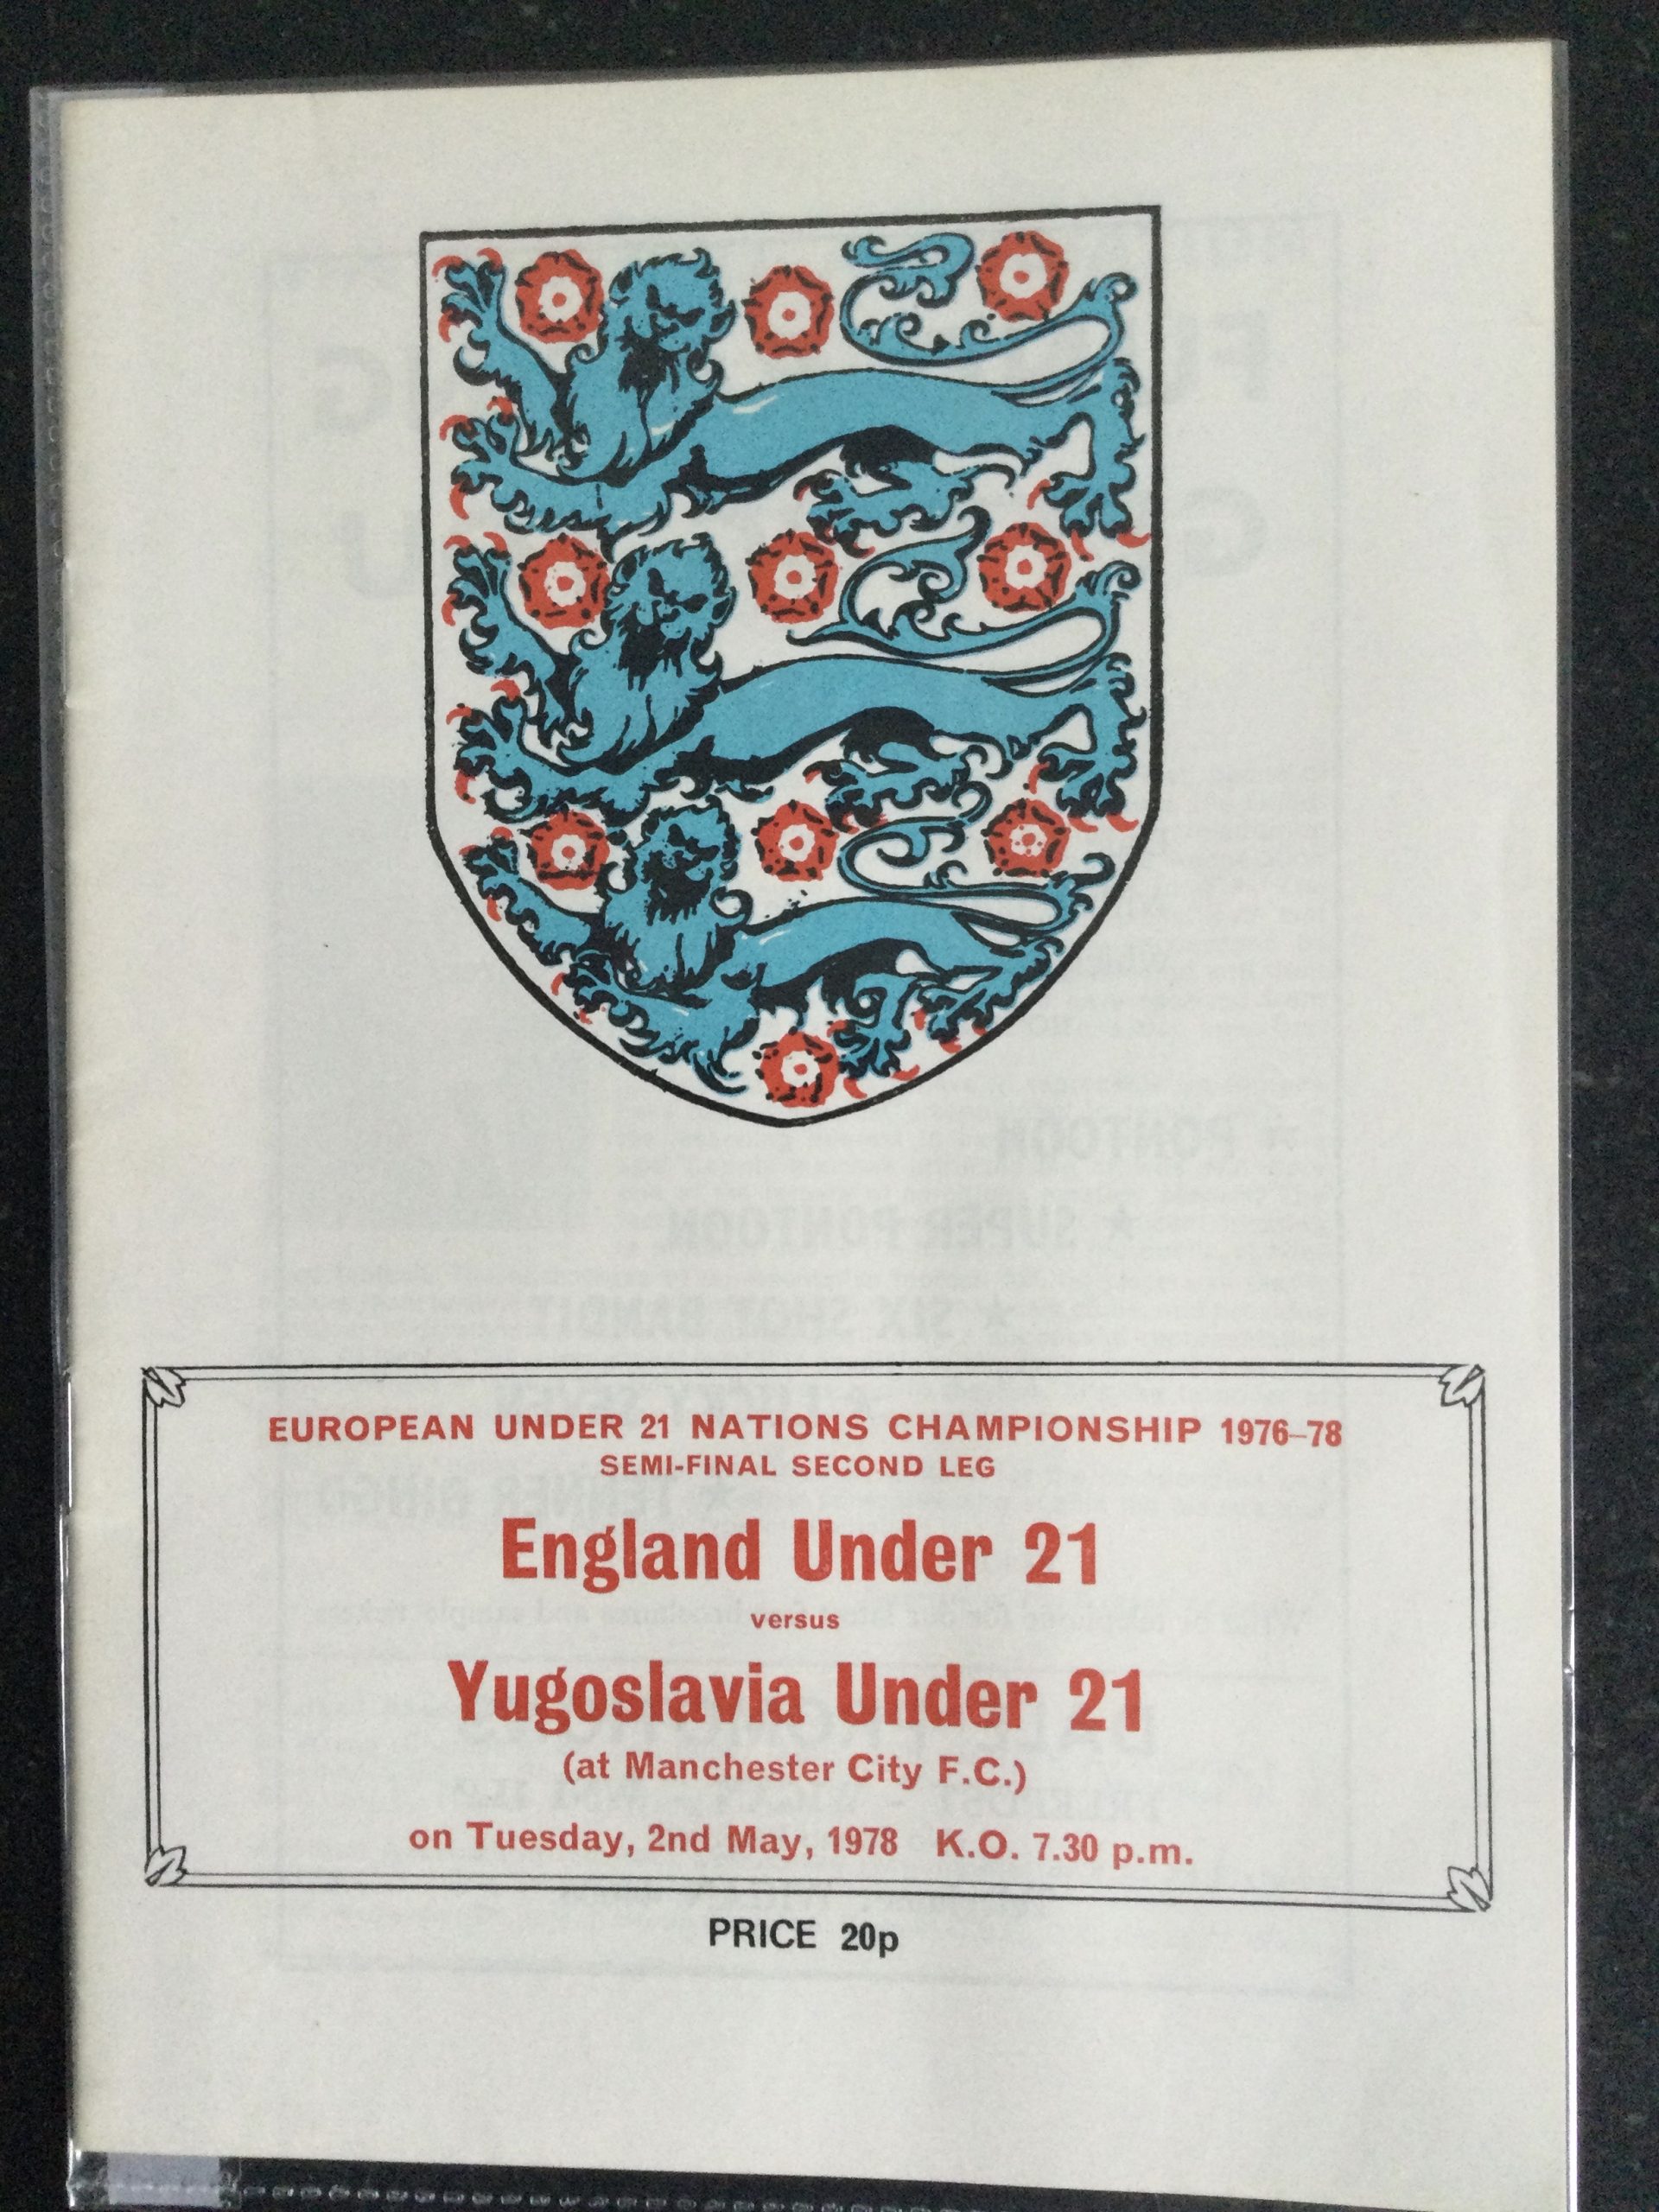 EUROPEAN UNDER 21 NATIONS CHAMPIONSHIP 1976–78
SEMI-FINAL SECOND LEG
England Under 21
versus
Yugoslavia Under 21
(at Manchester City F.C.)
on Tuesday, 2nd May, 1978 K.O. 7.30 p.m.
PRICE 20p